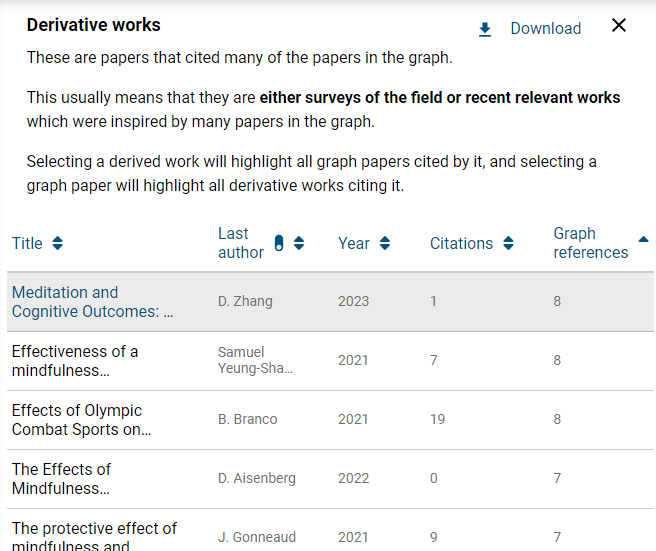 Derivative works
Download
These are papers that cited many of the papers in the graph.
This usually means that they are either surveys of the field or recent relevant works
which were inspired by many papers in the graph.
Selecting a derived work will highlight all graph papers cited by it, and selecting a
graph paper will highlight all derivative works citing it.
Title
Last
author
Year
Citations
Graph
references
Meditation and
Cognitive Outcomes: ...
D. Zhang
2023
1
8
Effectiveness of a
mindfulness...
Samuel
Yeung-Sha...
2021
7
8
Effects of Olympic
Combat Sports on...
B. Branco
2021
19
8
The Effects of
Mindfulness...
D. Aisenberg
2022
0
7
The protective effect of
mindfulness and
J. Gonneaud
2021
9
7